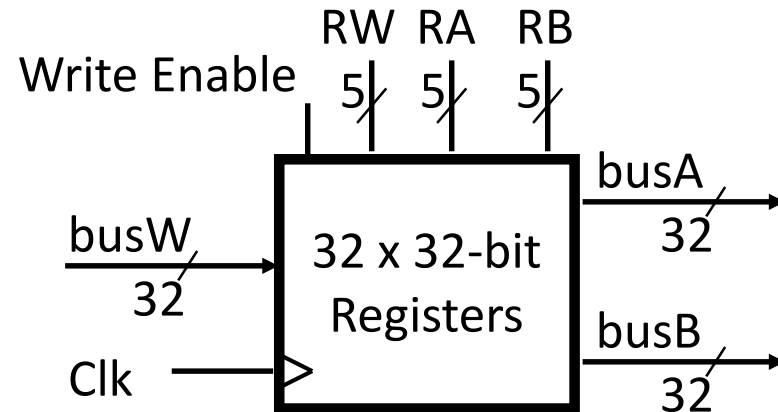 RW RA RB
Write Enable
5 5 5
busA
32
busW
32
32 x 32-bit
Registers
busB
32
Clk